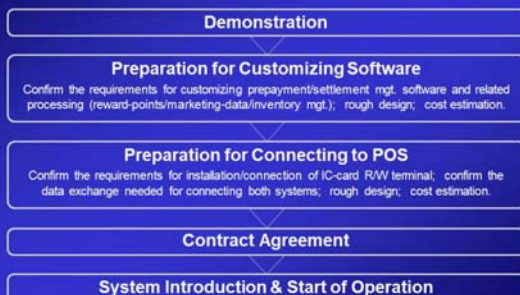 Demonstration
Preparation for Customizing Software
Confirm the requirements for customizing prepayment/settlement mgt. software and related
processing (reward-points/marketing-data/inventory mgt.); rough design; cost estimation.
Preparation for Connecting to POS
Confirm the requirements for installation/connection of IC-card R/W terminal; confirm the
data exchange needed for connecting both systems; rough design; cost estimation.
Contract Agreement
System Introduction & Start of Operation